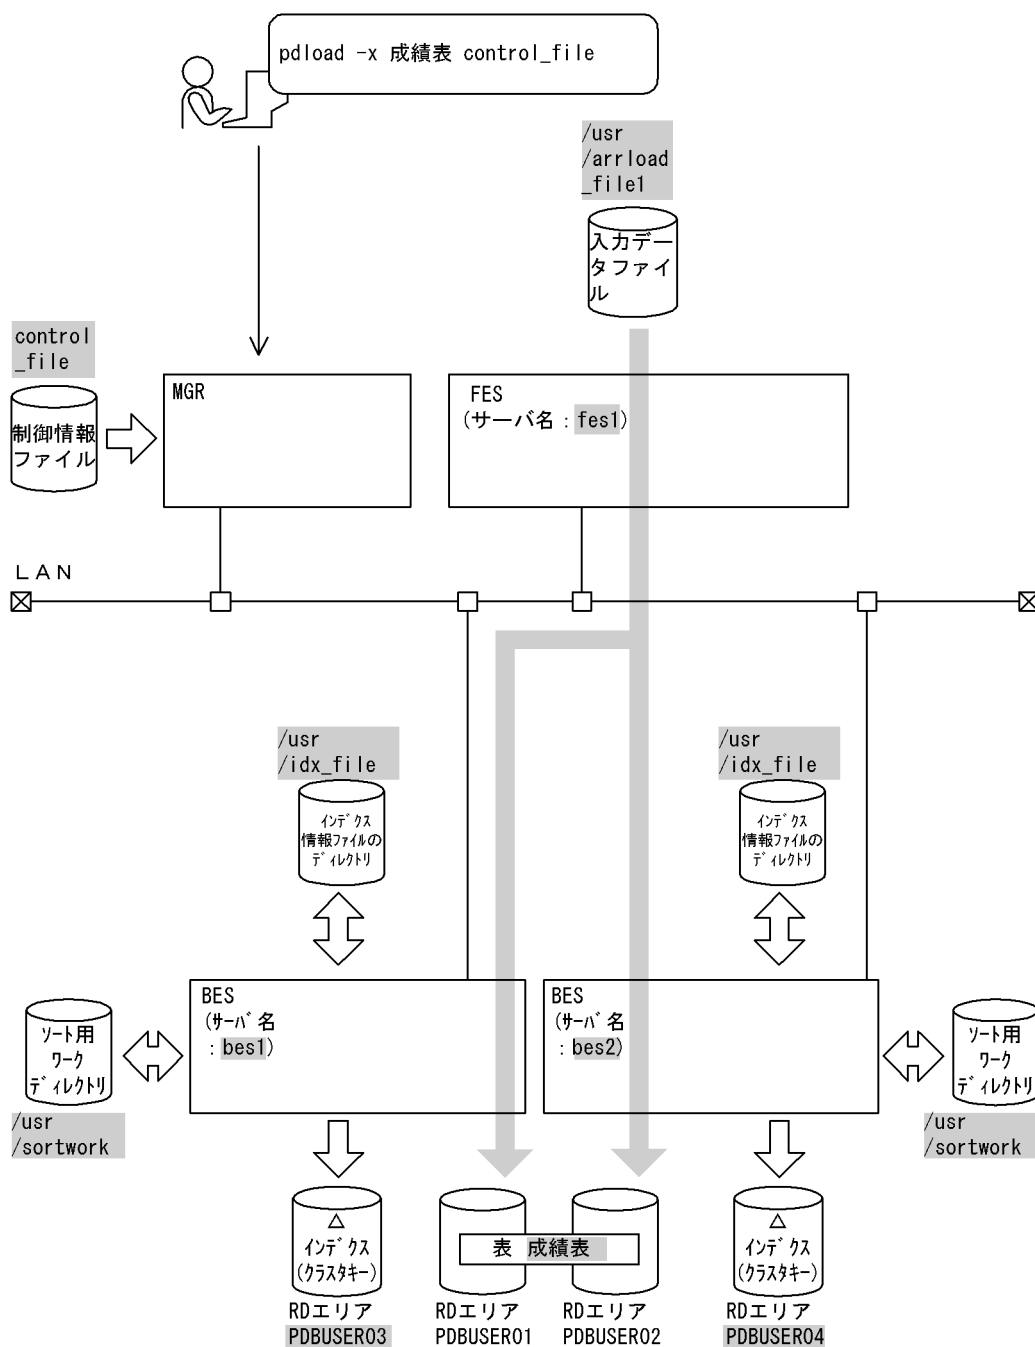 pdload -x 成績表 control_file
/usr
/arrload
_file1
入力デー
タファイ
ル
control
_file
制御情報
ファイル
MGR
FES
(サーバ名：fes1)
ＬＡＮ
/usr
/idx_file
インデクス
情報ファイルの
ディレクトリ
/usr
/idx_file
インデクス
情報ファイルの
ディレクトリ
BES
(サーバ名
：bes1)
BES
(サーバ名
：bes2)
ソート用
ワーク
ディレクトリ
/usr
/sortwork
ソート用
ワーク
ディレクトリ
/usr
/sortwork
インデクス
(クラスタキー)
表 成績表
インデクス
(クラスタキー)
RDエリア
PDBUSER03
RDエリア
PDBUSER01
RDエリア
PDBUSER02
RDエリア
PDBUSER04